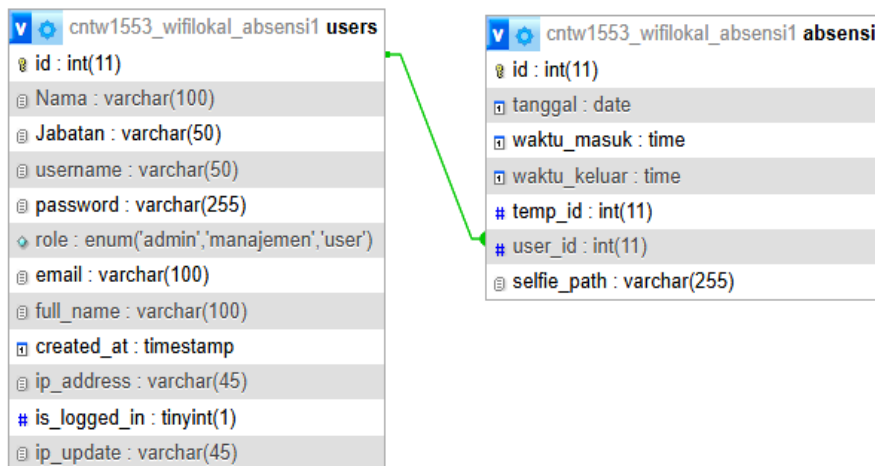 cntw1553_wifilokal_absensi1 users
id : int(11)
Nama : varchar(100)
Jabatan : varchar(50)
username : varchar(50)
password : varchar(255)
role : enum('admin','manajemen','user')
email : varchar(100)
full_name : varchar(100)
created_at : timestamp
ip_address : varchar(45)
# is_logged_in : tinyint(1)
ip_update : varchar(45)
cntw1553_wifilokal_absensi1 absensi
id : int(11)
tanggal : date
waktu_masuk : time
waktu_keluar : time
# temp_id : int(11)
# user_id : int(11)
selfie_path : varchar(255)